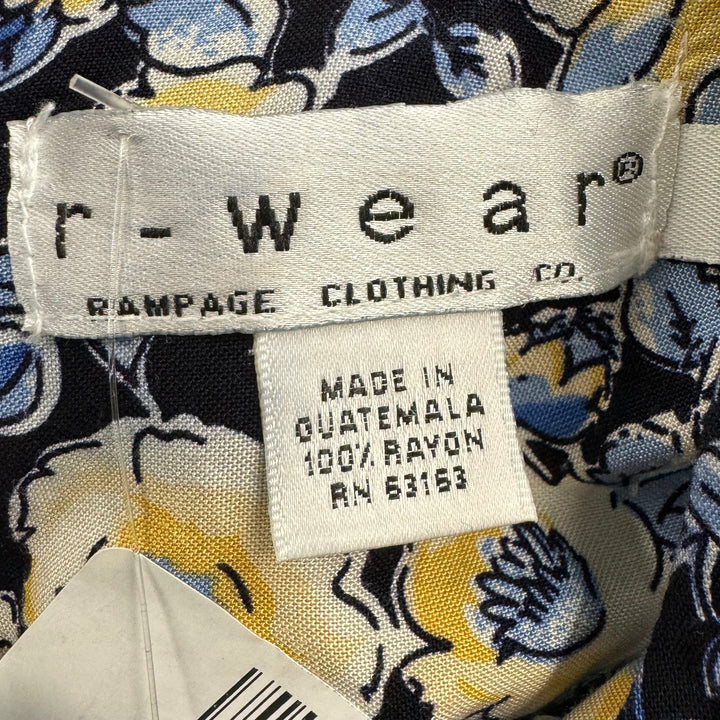 r-wear®
RAMPAGE CLOTHING CO.
MADE IN
GUATEMALA
100% RAYON
RN 53153